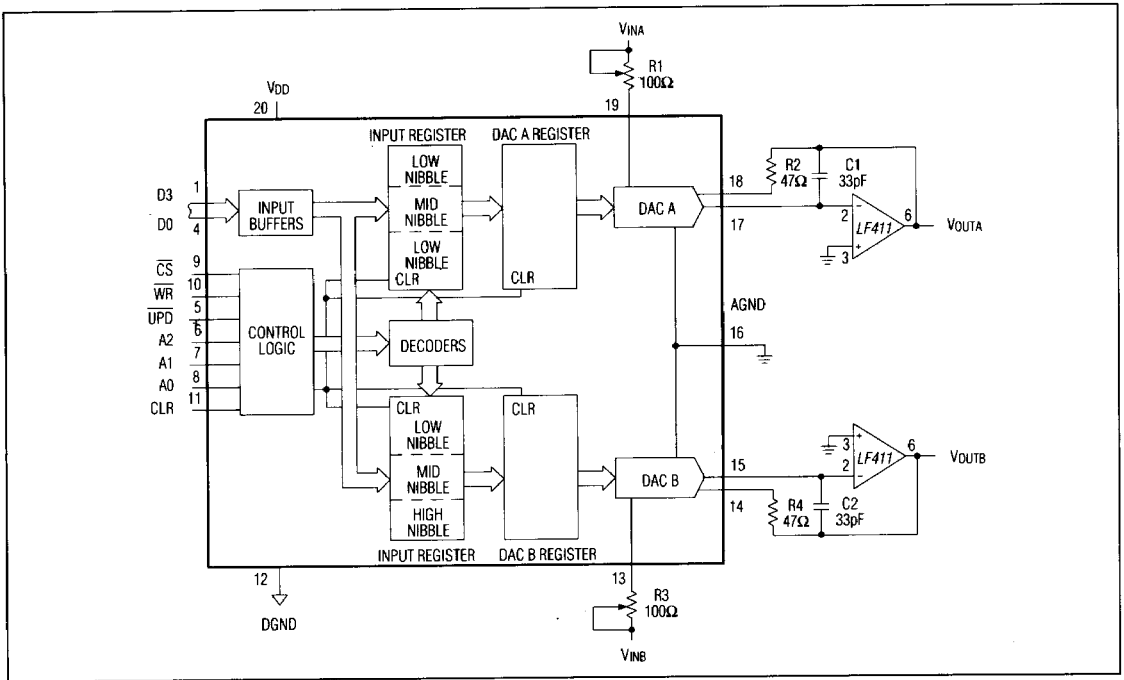 VINA
R1
100Ω
VDD
20
19
INPUT REGISTER
DAC A REGISTER
LOW
NIBBLE
MID
NIBBLE
LOW
NIBBLE
CLR
CLR
D3
1
D0
4
INPUT
BUFFERS
DAC A
18
17
R2
47Ω
C1
33pF
2
3
6
LF411
VOUTA
CS
9
WR
10
UPD
5
A2
6
A1
7
A0
8
CLR
11
CONTROL
LOGIC
DECODERS
AGND
16
CLR
LOW
NIBBLE
MID
NIBBLE
HIGH
NIBBLE
CLR
INPUT REGISTER
DAC B REGISTER
DAC B
15
14
R4
47Ω
C2
33pF
3
2
6
LF411
VOUTB
12
DGND
13
R3
100Ω
VINB